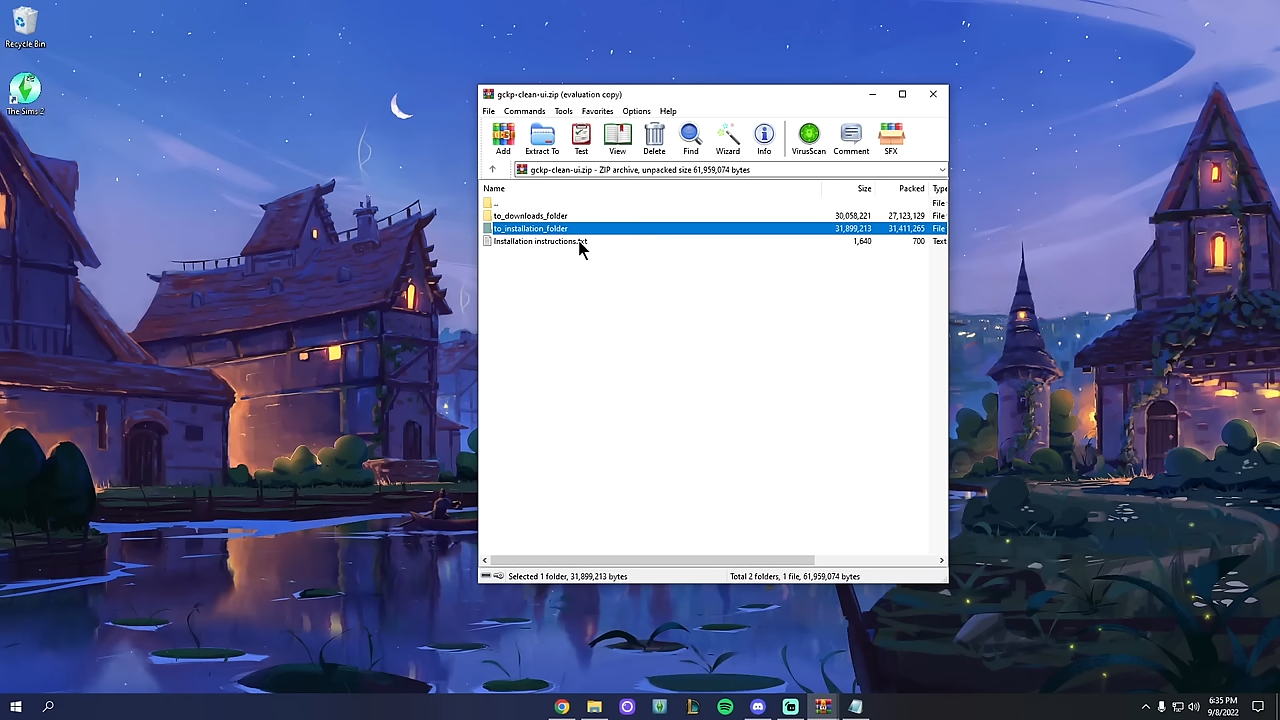 Recycle Bin
The Sims 2
gckp-clean-ui.zip (evaluation copy)
File Commands Tools Favorites Options Help
Add Extract To Test View Delete Find Wizard Info VirusScan Comment SFX
gckp-clean-ui.zip - ZIP archive, unpacked size 61,959,074 bytes
Name Size Packed Type
.. File
to_downloads_folder 30,058,221 27,123,129 File
to_installation_folder 31,899,213 31,411,265 File
Installation instructions.txt 1,640 700 Text
Selected 1 folder, 31,899,213 bytes Total 2 folders, 1 file, 61,959,074 bytes
6:35 PM
9/8/2022